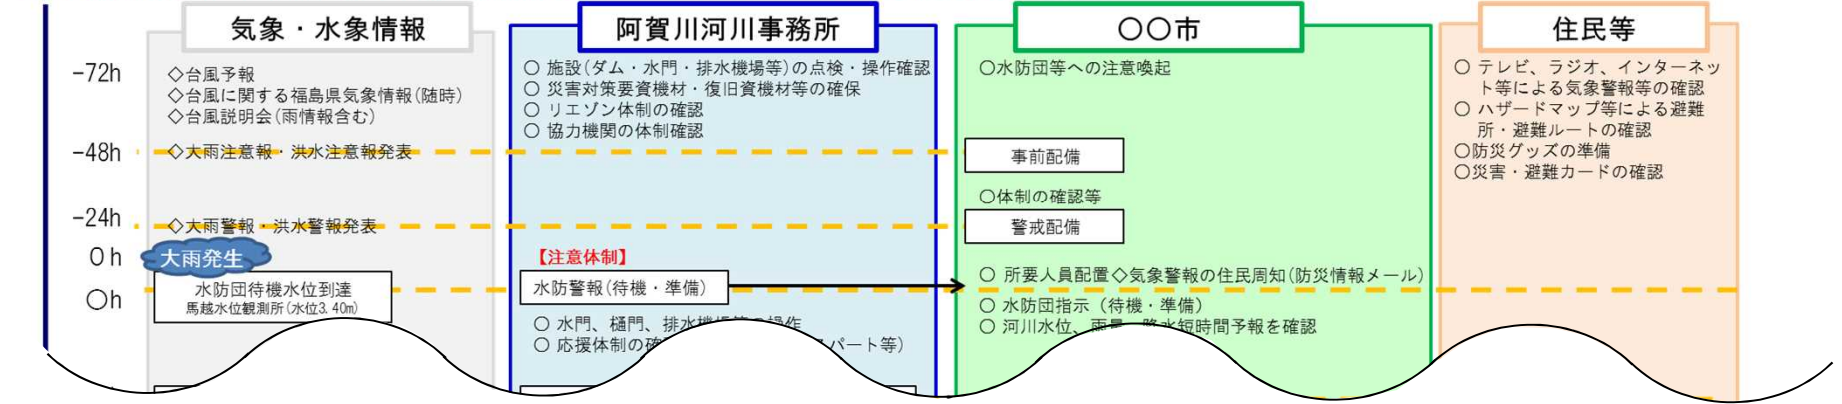 気象・水象情報
阿賀川河川事務所
〇〇市
住民等
-72h
-48h
-24h
0h
〇h
◇台風予報
◇台風に関する福島県気象情報(随時)
◇台風説明会(雨情報含む)
◇大雨注意報・洪水注意報発表
◇大雨警報・洪水警報発表
大雨発生
水防団待機水位到達
馬越水位観測所(水位3.40m)
〇 施設(ダム・水門・排水機場等)の点検・操作確認
〇 災害対策要資機材・復旧資機材等の確保
〇 リエゾン体制の確認
〇 協力機関の体制確認
【注意体制】
水防警報(待機・準備)
〇 水門、樋門、排水機場等の操作
〇 応援体制の確
パート等)
〇水防団等への注意喚起
事前配備
〇体制の確認等
警戒配備
〇 所要人員配置◇気象警報の住民周知(防災情報メール)
〇 水防団指示(待機・準備)
〇 河川水位、雨量、降水短時間予報を確認
〇 テレビ、ラジオ、インターネッ
ト等による気象警報等の確認
〇 ハザードマップ等による避難
所・避難ルートの確認
〇防災グッズの準備
〇災害・避難カードの確認